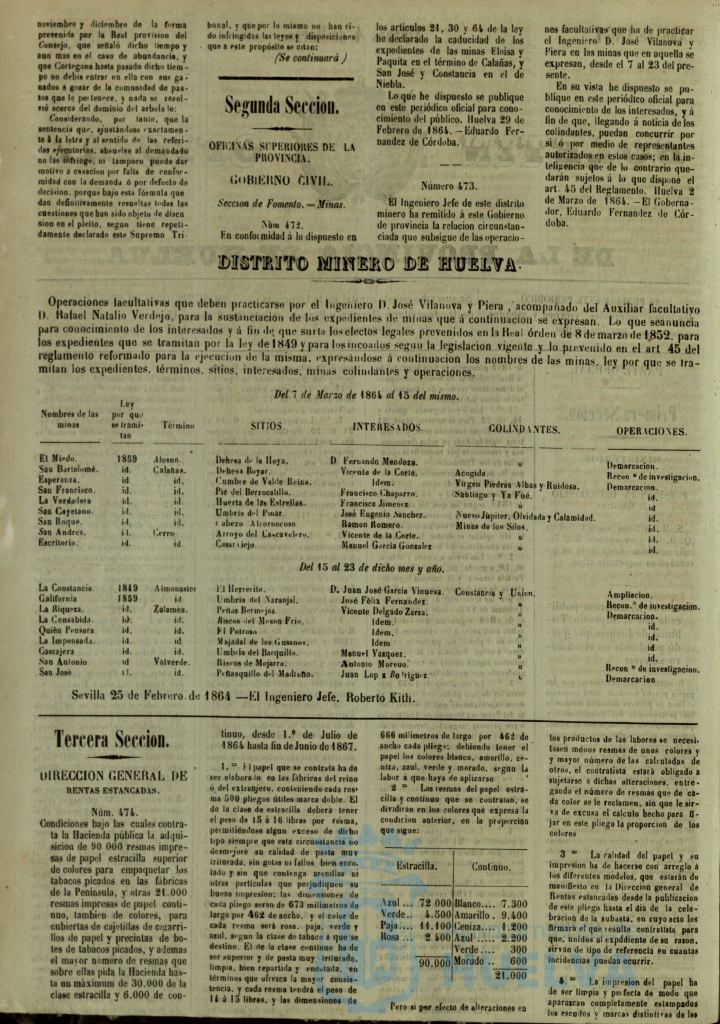 noviembre y diciembre de la forma
prevenida por la Real provision del
Consejo, que señaló dicho tiempo y
aun mas en el caso de abundancia, y
que Cortegana hasta pasado dicho tiem-
po no debia entrar en ella con sus ga-
nados á gozar de la comunidad de pas-
tos que le pertenece, y nada se resol-
vió acerca del dominio del arbolado:
Considerando, por tanto, que la
sentencia que, ajustándose exactamen-
te á la letra y al sentido de las referi-
das ejecutorias, absuelve al demandado
no las infringe, ni tampoco puede dar
motivo a casacion por falta de confor-
midad con la demanda ó por defecto de
decision, porque bajo esta fórmula que
dan definitivamente resueltas todas las
cuestiones que han sido objeto de discu
sion en el pleito, segun tiene repeti-
damente declarado este Supremo Tri-
bunal, y que por lo mismo no han si-
do infringidas las leyes y disposiciones
que a este propósito se citan:
(Se continuará)
Segunda Seccion.
OFICINAS SUPERIORES DE LA
PROVINCIA.
GOBIERNO CIVIL.
Seccion de Fomento.=Minas.
Núm 472.
En conformidad á lo dispuesto en
los articulos 21, 30 y 64 de la ley
he declarado la caducidad de los
expedientes de las minas Eloisa y
Paquita en el término de Calañas, y
San José y Constancia en el de
Niebla.
Lo que he dispuesto se publique
en este periódico oficial para cono-
cimiento del público. Huelva 29 de
Febrero de 1864.-Eduardo Fer-
nandez de Córdoba.
Número 473.
El Ingeniero Jefe de este distrito
minero ha remitido á este Gobierno
de provincia la relacion circunstan-
ciada que subsigue de las operacio-
nes facultativas que ha de practicar
el Ingeniero D. José Vilanova y
Piera en las minas que en aquella se
expresan, desde el 7 al 23 del pre-
sente.
En su vista he dispuesto se pu-
blique en este periódico oficial para
conocimiento de los interesados, y á
fin de que, llegando á noticia de los
colindantes, puedan concurrir por
sí ó por medio de representantes
autorizados en estos casos; en la in-
teligencia que de lo contrario que-
darán sujetos á lo que dispone el
art. 45 del Reglamento. Huelva 2
de Marzo de 1864.-El Goberna-
dor, Eduardo Fernandez de Cór-
doba.
DISTRITO MINERO DE HUELVA.
Operaciones facultativas que deben practicarse por el Ingeniero D. José Vilanova y Piera, acompañado del Auxiliar facultativo
D. Rafael Natalio Verdejo, para la sustanciacion de los expedientes de minas que á continuacion se expresan. Lo que se anuncia
para conocimiento de los interesados y á fin de que surta los efectos legales prevenidos en la Real órden de 8 de marzo de 1852, para
los expedientes que se tramitan por la ley de 1849 y para los incoados segun la legislacion vigente y lo prevenido en el art 45 del
reglamento reformado para la ejecucion de la misma, expresándose á continuacion los nombres de las minas, ley por que se tra-
mitan los expedientes, términos, sitios, interesados, minas colindantes y operaciones.
Del 7 de Marzo de 1864 al 15 del mismo.
Nombres de las minas Ley por que se trami- tan Término SITIOS. INTERESADOS. COLINDANTES. OPERACIONES.
El Miedo. 1859 Alosno. Dehesa de la Hoya. D. Fernando Mendoza. » Demarcacion.
San Bartolomé. id. Calañas. Dehesa Boyar. Vicente de la Corte. Acogida Recon.º de investigacion.
Esperanza. id. id. Cumbre de Valde Reina. Idem. Virgen Piedras Albas y Ruidosa. Demarcacion.
San Francisco. id. id. Pié del Berrocalillo. Francisco Chaparro. Santiago y Ya Fué. id.
La Verdadera id. id. Huerta de las Estrellas. Francisco Jimenez » id.
San Cayetano. id. id. Umbria del Pinar. José Eugenio Sanchez. Nuevo Júpiter, Olvidada y Calamidad. id.
San Roque. id. id. Cabezo Alcornocoso Ramon Romero. Minas de los Silos. id.
San Andres. id. Cerro Arroyo del Cascavelero. Vicente de la Corte. » id.
Escritorio. id. id Casarviejo Manuel Garcia Gonzalez » id.
Del 15 al 23 de dicho mes y año.
La Constancia 1849 Almonaster El Herrerito. D. Juan José Garcia Vinuesa. Constancia y Union. Ampliacion.
California 1859 id. Umbria del Naranjal. José Félix Fernandez. » Recon.º de investigacion.
La Riqueza. id. Zalamea. Peñas Bermejas. Vicente Delgado Zarza. » Demarcacion.
La Consabida. id. id. Riscos del Meson Frio. Idem. » id.
Quién Pensara id. id. El Potroso Idem » id.
La Impensada. id. id. Majadal de los Gusanos. Idem. » id.
Cascajera id. id. Umbria del Barquillo. Manuel Vazquez. » id.
San Antonio id Valverde. Riscos de Mojarra. Antonio Moreno. » Recon º de investigacion.
San José id. id. Peñasquillo del Madroño. Juan Lopez Rodriguez. » Demarcacion
Sevilla 25 de Febrero de 1864 —El Ingeniero Jefe, Roberto Kith.
Tercera Seccion.
DIRECCION GENERAL DE
RENTAS ESTANCADAS.
Núm. 474.
Condiciones bajo las cuales contra-
ta la Hacienda pública la adqui-
sicion de 90 000 resmas impre-
sas de papel estracilla superior
de colores para empaquetar los
tabacos picados en las fábricas
de la Peninsula, y otras 21.000
resmas impresas de papel conti-
nuo, tambien de colores, para
cubiertas de cajetillas de cigarri-
llos de papel y precintas de bo-
tes de tabacos picados, y ademas
el mayor número de resmas que
sobre ellas pida la Hacienda has-
ta un máximum de 30.000 de la
clase estracilla y 6.000 de con-
tinuo, desde 1.º de Julio de
1864 hasta fin de Junio de 1867.
1.ª El papel que se contrata ha de
ser elaborado en las fábricas del reino
ó del extranjero, conteniendo cada res-
ma 500 pliegos útiles marca doble. El
de la clase de estracilla deberá tener
el peso de 15 á 16 libras por resma,
permitiéndose algun exceso de dicho
tipo siempre que esta circunstancia no
desmejore su calidad de pasta muy
triturada, sin gotas ni fallos, bien enco-
lado y sin que contenga arenillas ni
otras particulas que perjudiquen su
buena impresion; las dimensiones de
cada pliego serán de 673 milimetros de
largo por 462 de ancho, y el color de
cada resma será rosa, paja, verde y
azul, segun la clase de tabaco á que se
destine. El de la clase continuo ha de
ser superior y de pasta muy triturada,
limpia, bien repartida y encolada, en
términos que ofrezca la mayor consis-
tencia, y cada resma tendrá el peso de
14 á 15 libras, y las dimensiones de
666 milimetros de largo por 462 de
ancho cada pliego; debiendo tener el
papel los colores blanco, amarillo, ce-
niza, azul, verde y morado, segun la
labor a que haya de aplicarse
2 ª Las resmas del papel estra-
cilla y continuo que se contratan, se
dividirán en los colores que expresa la
condicion anterior, en la proporcion
que sigue:
Estracilla. Continuo.
Azul ... 72 000 Blanco.... 7.300
Verde.. 4.500 Amarillo.. 9.400
Paja.... 11.100 Ceniza.... 1.200
Rosa... 2.400 Azul...... 2.200
Verde .... 300
90.000 Morado .. 600
21.000
Pero si por efecto de alteraciones en
los productos de las labores se necesi-
tasen ménos resmas de unos colores y
y mayor número de las calculadas de
otros, el contratista estará obligado á
sujetarse á dichas alteraciones, entre-
gando el número de resmas que de ca-
da color se le reclamen, sin que le sir-
va de excusa el cálculo hecho para fi-
jar en este pliego la proporcion de los
colores
3 ª La calidad del papel y su
impresion ha de hacerse con arreglo á
los diferentes modelos, que estarán de
manifiesto en la Direccion general de
Rentas estancadas desde la publicacion
de este pliego hasta el dia de la cele-
bracion de la subasta, en cuyo acto los
firmará el que resulte contratista para
que, unidos al expediente de su razon,
sirvan de tipo de referencia en cuantas
incidencias puedan ocurrir.
4.ª La impresion del papel ha
de ser limpia y perfecta de modo que
aparezcan completamente estampados
los escudos y marcas distintivas de las